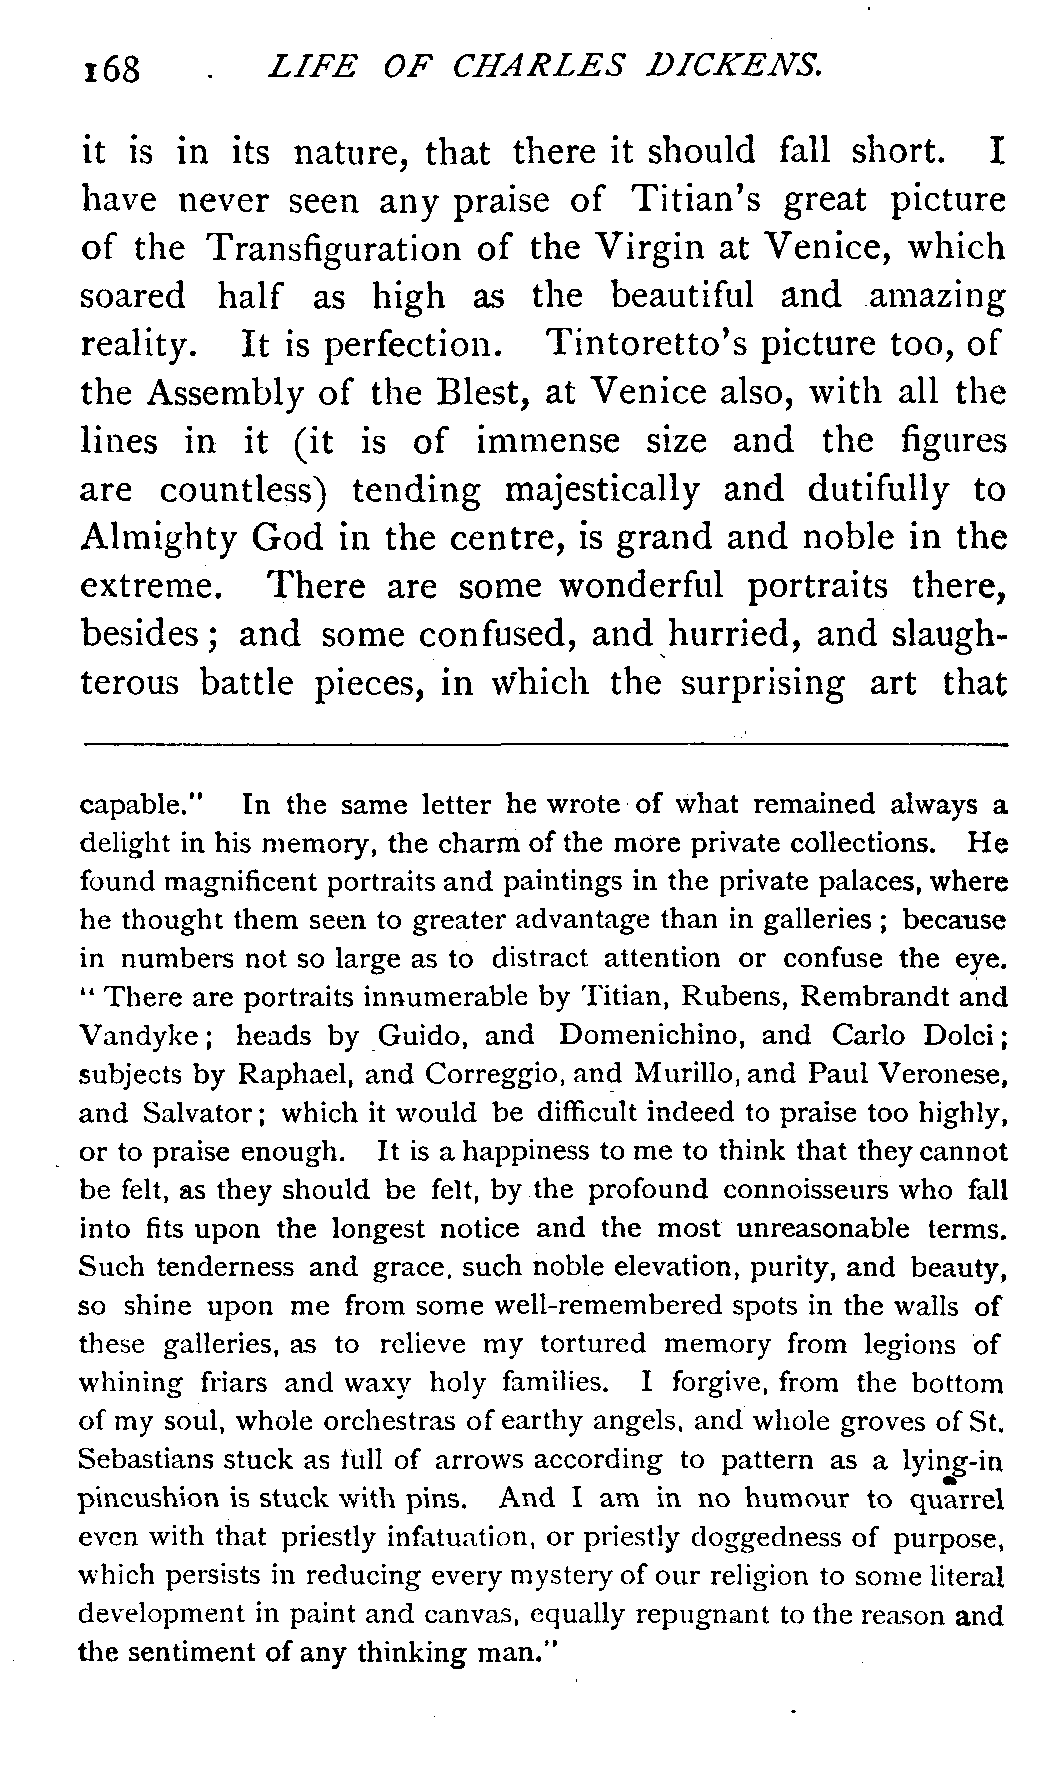 168 LIFE OF CHARLES DICKENS.
it is in its nature, that there it should fall short. I
have never seen any praise of Titian's great picture
of the Transfiguration of the Virgin at Venice, which
soared half as high as the beautiful and amazing
reality. It is perfection. Tintoretto's picture too, of
the Assembly of the Blest, at Venice also, with all the
lines in it (it is of immense size and the figures
are countless) tending majestically and dutifully to
Almighty God in the centre, is grand and noble in the
extreme. There are some wonderful portraits there,
besides; and some confused, and hurried, and slaugh-
terous battle pieces, in which the surprising art that
capable." In the same letter he wrote of what remained always a
delight in his memory, the charm of the more private collections. He
found magnificent portraits and paintings in the private palaces, where
he thought them seen to greater advantage than in galleries; because
in numbers not so large as to distract attention or confuse the eye.
"There are portraits innumerable by Titian, Rubens, Rembrandt and
Vandyke; heads by Guido, and Domenichino, and Carlo Dolci;
subjects by Raphael, and Correggio, and Murillo, and Paul Veronese,
and Salvator; which it would be difficult indeed to praise too highly,
or to praise enough. It is a happiness to me to think that they cannot
be felt, as they should be felt, by the profound connoisseurs who fall
into fits upon the longest notice and the most unreasonable terms.
Such tenderness and grace, such noble elevation, purity, and beauty,
so shine upon me from some well-remembered spots in the walls of
these galleries, as to relieve my tortured memory from legions of
whining friars and waxy holy families. I forgive, from the bottom
of my soul, whole orchestras of earthy angels, and whole groves of St.
Sebastians stuck as full of arrows according to pattern as a lying-in
pincushion is stuck with pins. And I am in no humour to quarrel
even with that priestly infatuation, or priestly doggedness of purpose,
which persists in reducing every mystery of our religion to some literal
development in paint and canvas, equally repugnant to the reason and
the sentiment of any thinking man."